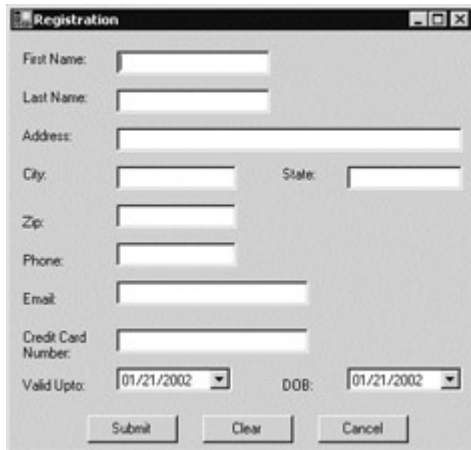 Registration
First Name:
Last Name:
Address:
City: State:
Zip:
Phone:
Email:
Credit Card
Number:
Valid Upto: 01/21/2002 DOB: 01/21/2002
Submit Clear Cancel